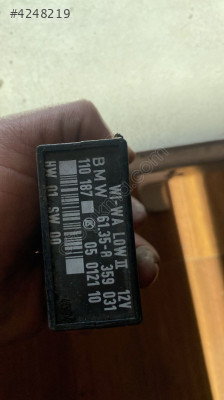 #4248219
WI-WA LOW II 12V
BMW 61.35-8 359 031
110 187 05 0121 10
HW 01 SW 00